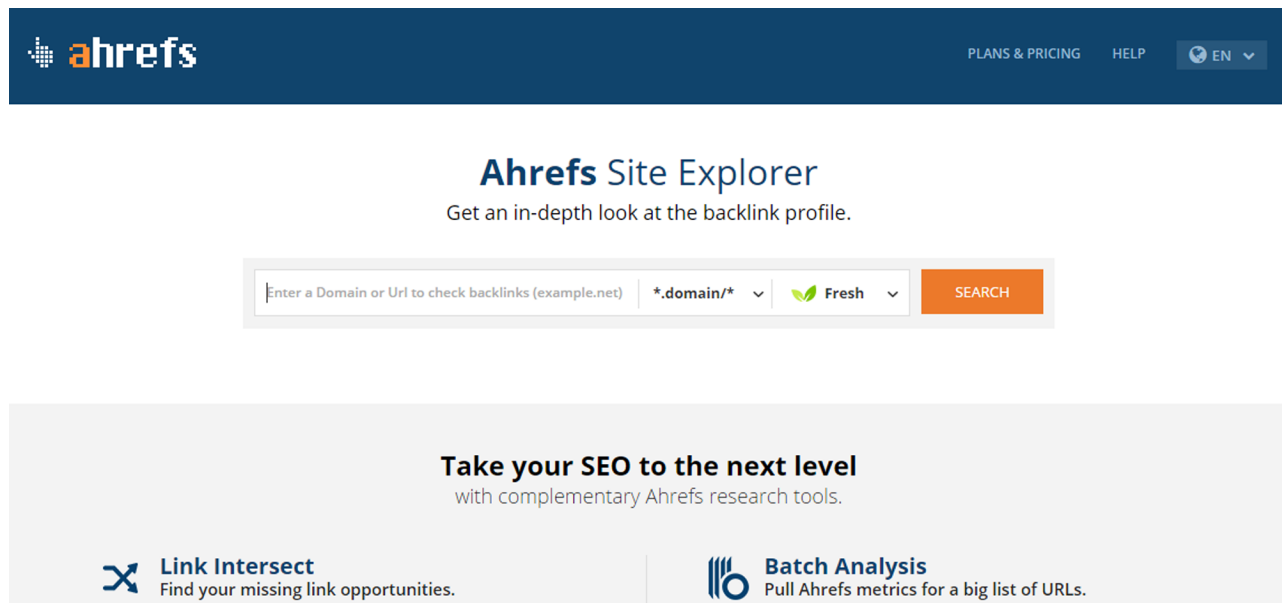 ahrefs
PLANS & PRICING HELP EN
Ahrefs Site Explorer
Get an in-depth look at the backlink profile.
Enter a Domain or Url to check backlinks (example.net) *.domain/* Fresh SEARCH
Take your SEO to the next level
with complementary Ahrefs research tools.
Link Intersect
Find your missing link opportunities.
Batch Analysis
Pull Ahrefs metrics for a big list of URLs.